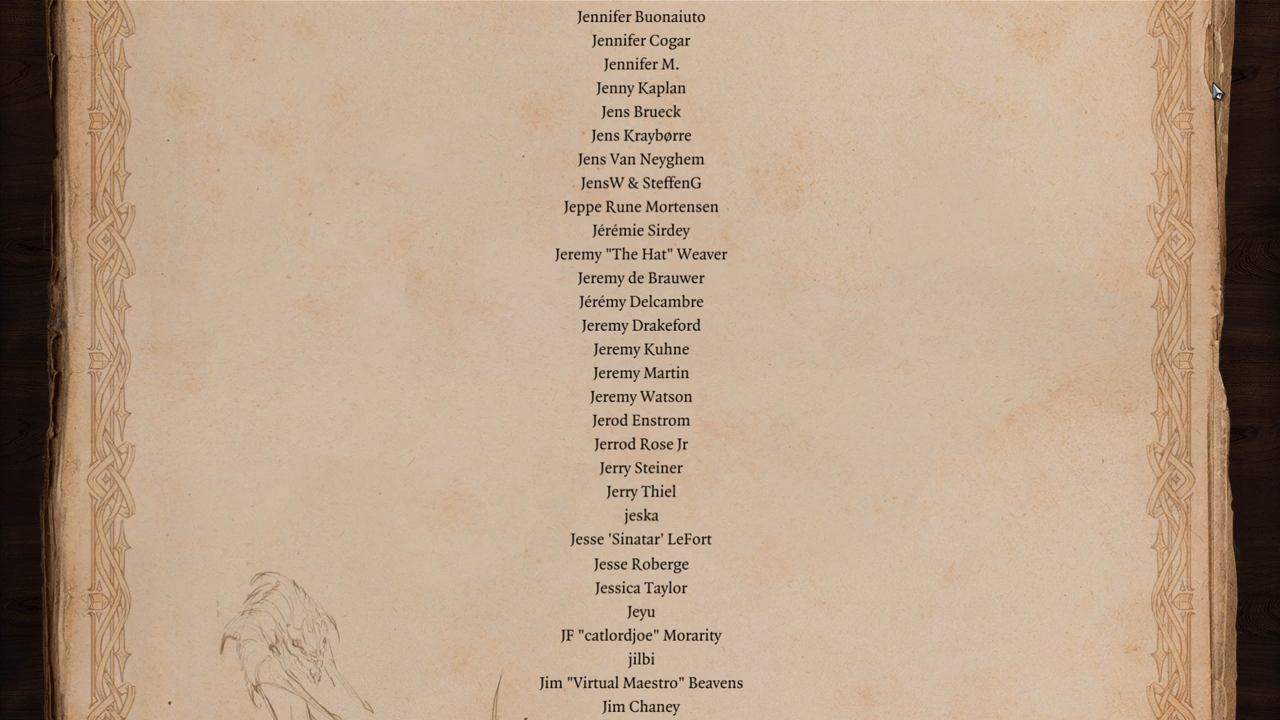 Jennifer Buonaiuto
Jennifer Cogar
Jennifer M.
Jenny Kaplan
Jens Brueck
Jens Kraybørre
Jens Van Neyghem
JensW & SteffenG
Jeppe Rune Mortensen
Jérémie Sirdey
Jeremy "The Hat" Weaver
Jeremy de Brauwer
Jérémy Delcambre
Jeremy Drakeford
Jeremy Kuhne
Jeremy Martin
Jeremy Watson
Jerod Enstrom
Jerrod Rose Jr
Jerry Steiner
Jerry Thiel
jeska
Jesse 'Sinatar' LeFort
Jesse Roberge
Jessica Taylor
Jeyu
JF "catlordjoe" Morarity
jilbi
Jim "Virtual Maestro" Beavens
Jim Chaney